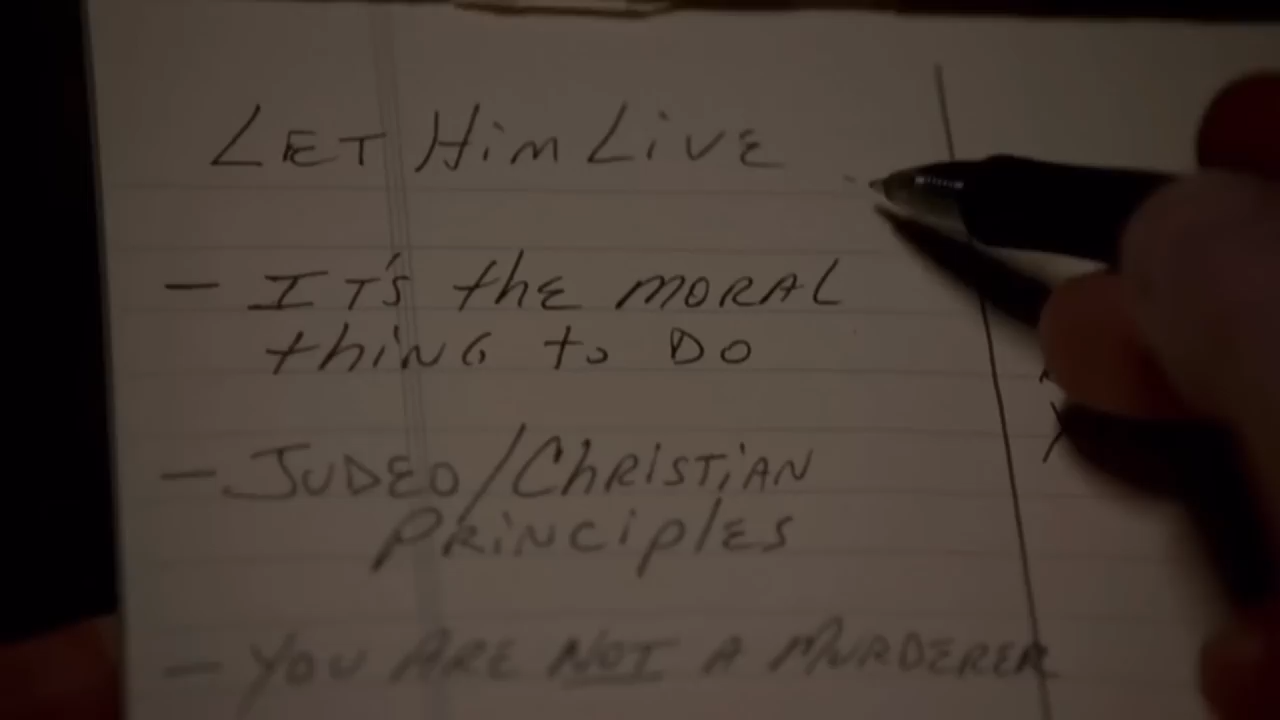 LET HiM LiVE
- IT'S thE MORAL
thiNG to DO
- JUDEO/ChRiSTiAN
PRiNciplES
- YOU ARE NOT A MURDERER